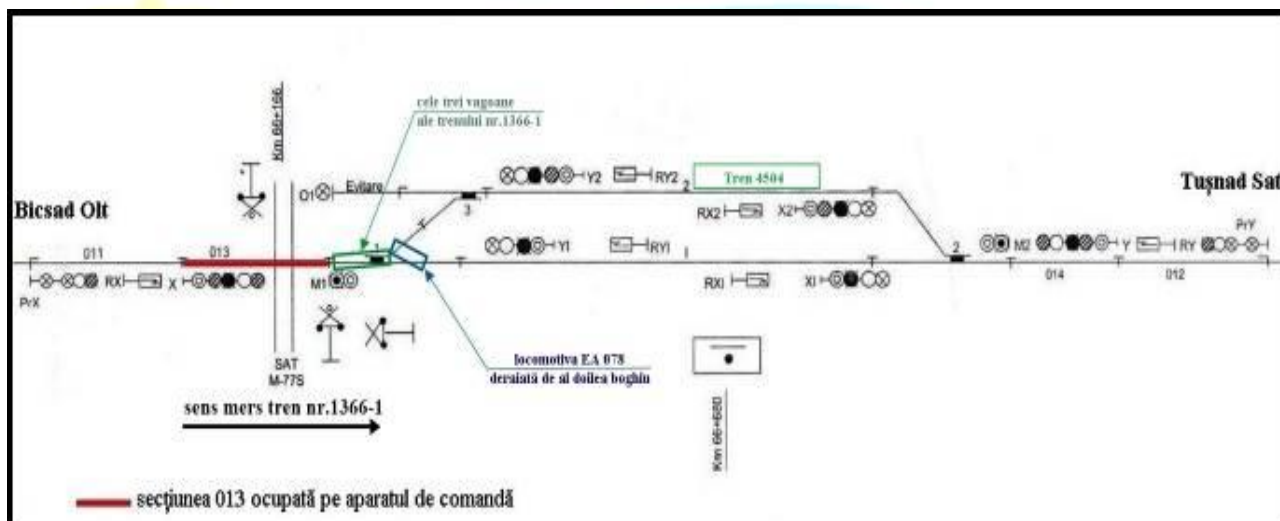 cele trei vagoane
ale trenului nr.1366-1
Km 66+166
Y2
RY2
2
Tren 4504
Tușnad Sat
O1
Evitare
3
RX2
X2
Bicsad Olt
PrY
1
Y1
RY1
I
2
M2
Y
RY
011
013
014
012
PrX
RX
X
M1
RXI
XI
SAT
M-77S
locomotiva EA 078
deraiată de al doilea boghiu
sens mers tren nr.1366-1
Km 66+680
secțiunea 013 ocupată pe aparatul de comandă